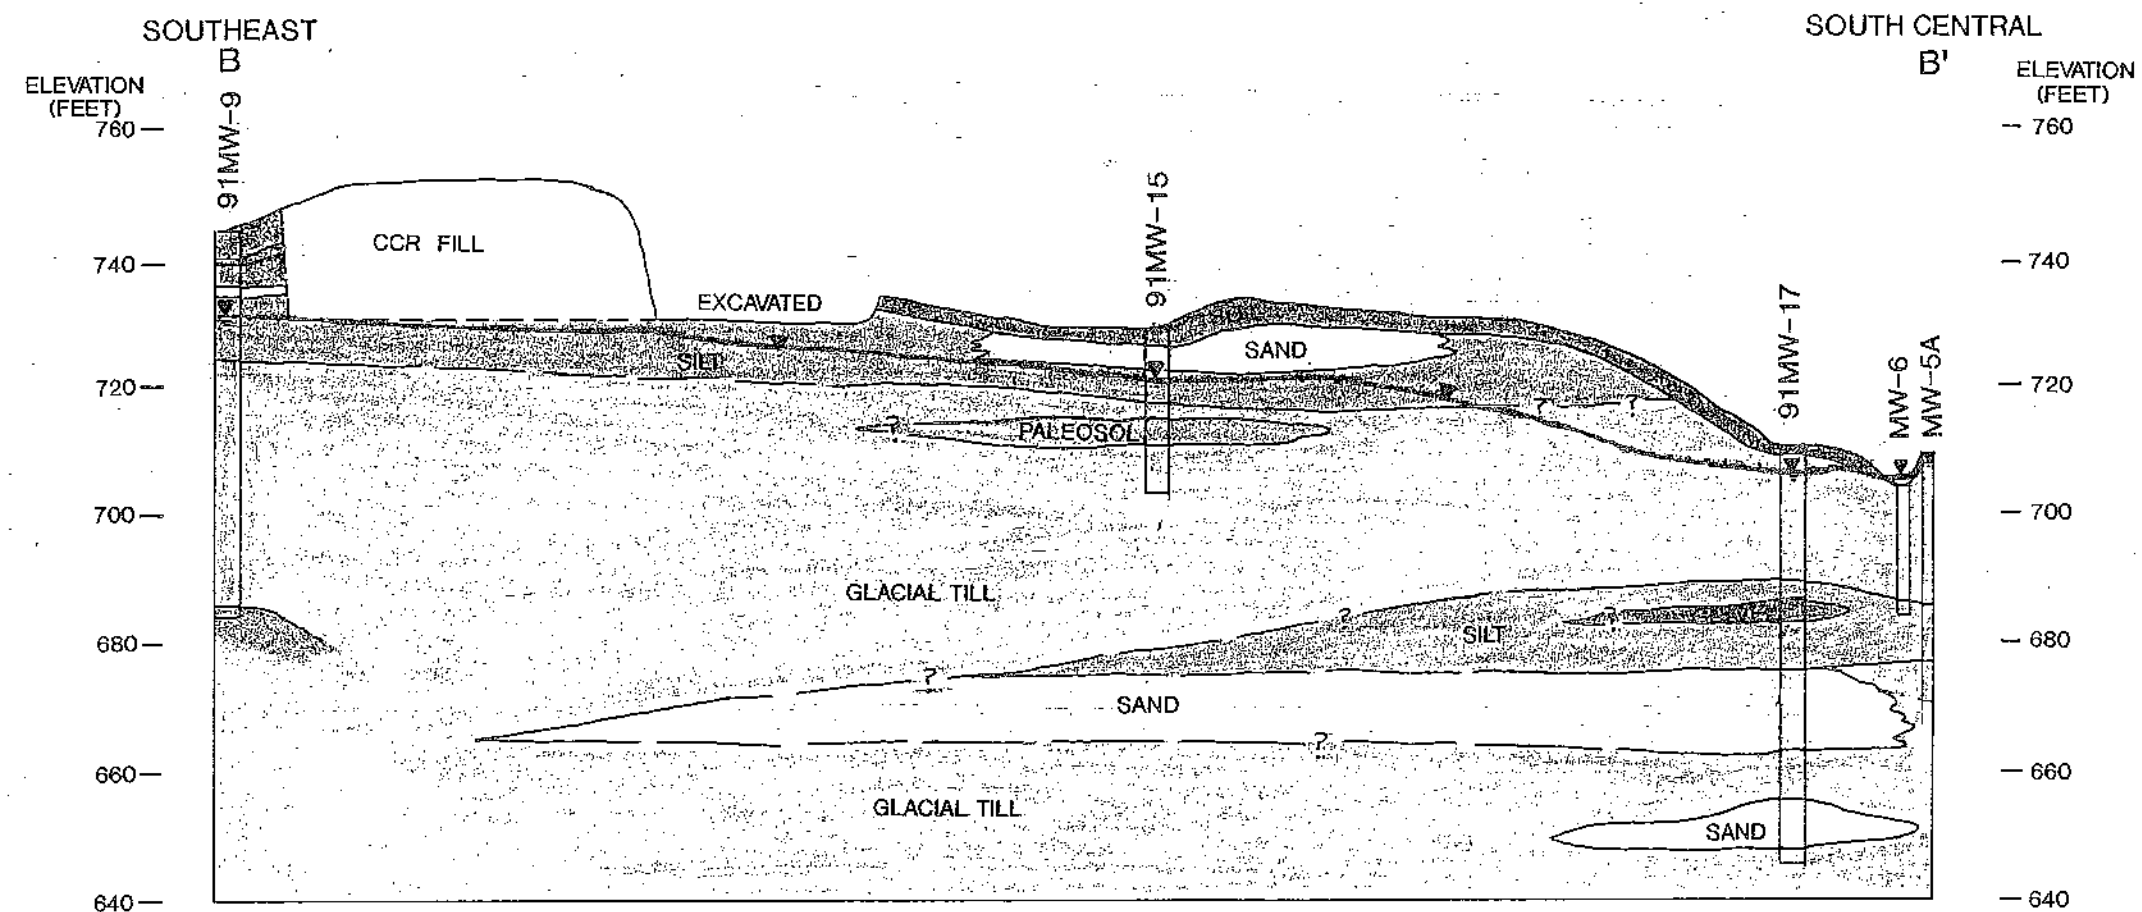 SOUTHEAST
SOUTH CENTRAL
B
B'
ELEVATION
(FEET)
ELEVATION
(FEET)
91MW-9
91MW-15
91MW-17
MW-6
MW-5A
760
760
CCR FILL
740
740
EXCAVATED
SILT
SAND
720
720
?
?
?
PALEOSOL
700
700
GLACIAL TILL
?
?
SILT
680
680
?
SAND
?
660
660
GLACIAL TILL
SAND
640
640